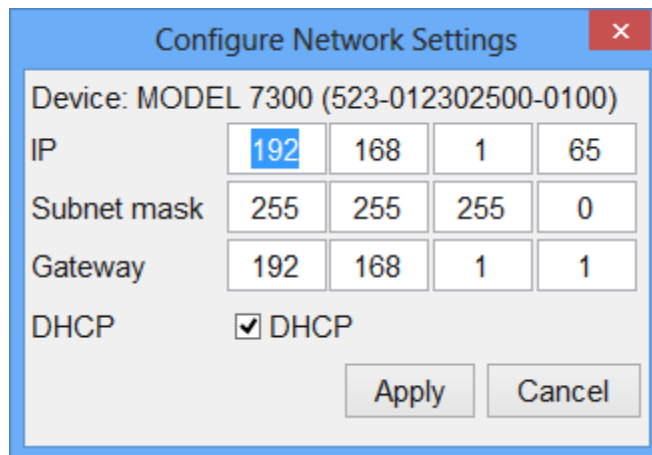 Configure Network Settings
Device: MODEL 7300 (523-012302500-0100)
IP 192 168 1 65
Subnet mask 255 255 255 0
Gateway 192 168 1 1
DHCP DHCP
Apply Cancel